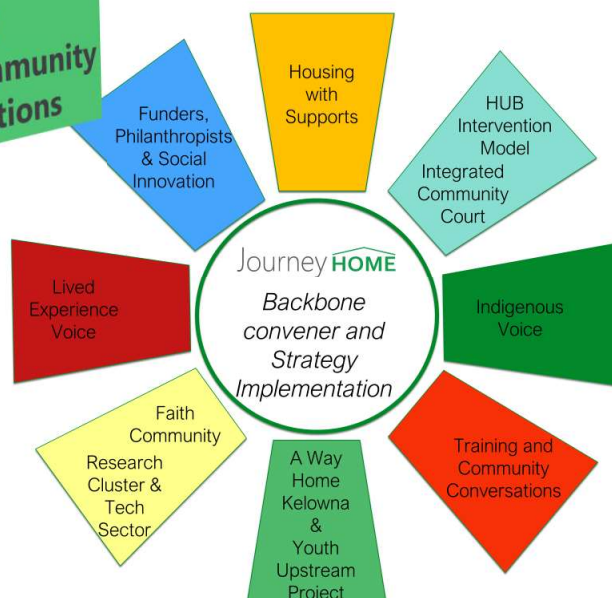 Funders,
Philanthropists
& Social
Innovation
Housing
with
Supports
HUB
Intervention
Model
Integrated
Community
Court
Lived
Experience
Voice
Journey HOME
Backbone
convener and
Strategy
Implementation
Indigenous
Voice
Faith
Community
Research
Cluster &
Tech
Sector
A Way
Home
Kelowna
&
Youth
Upstream
Project
Training and
Community
Conversations